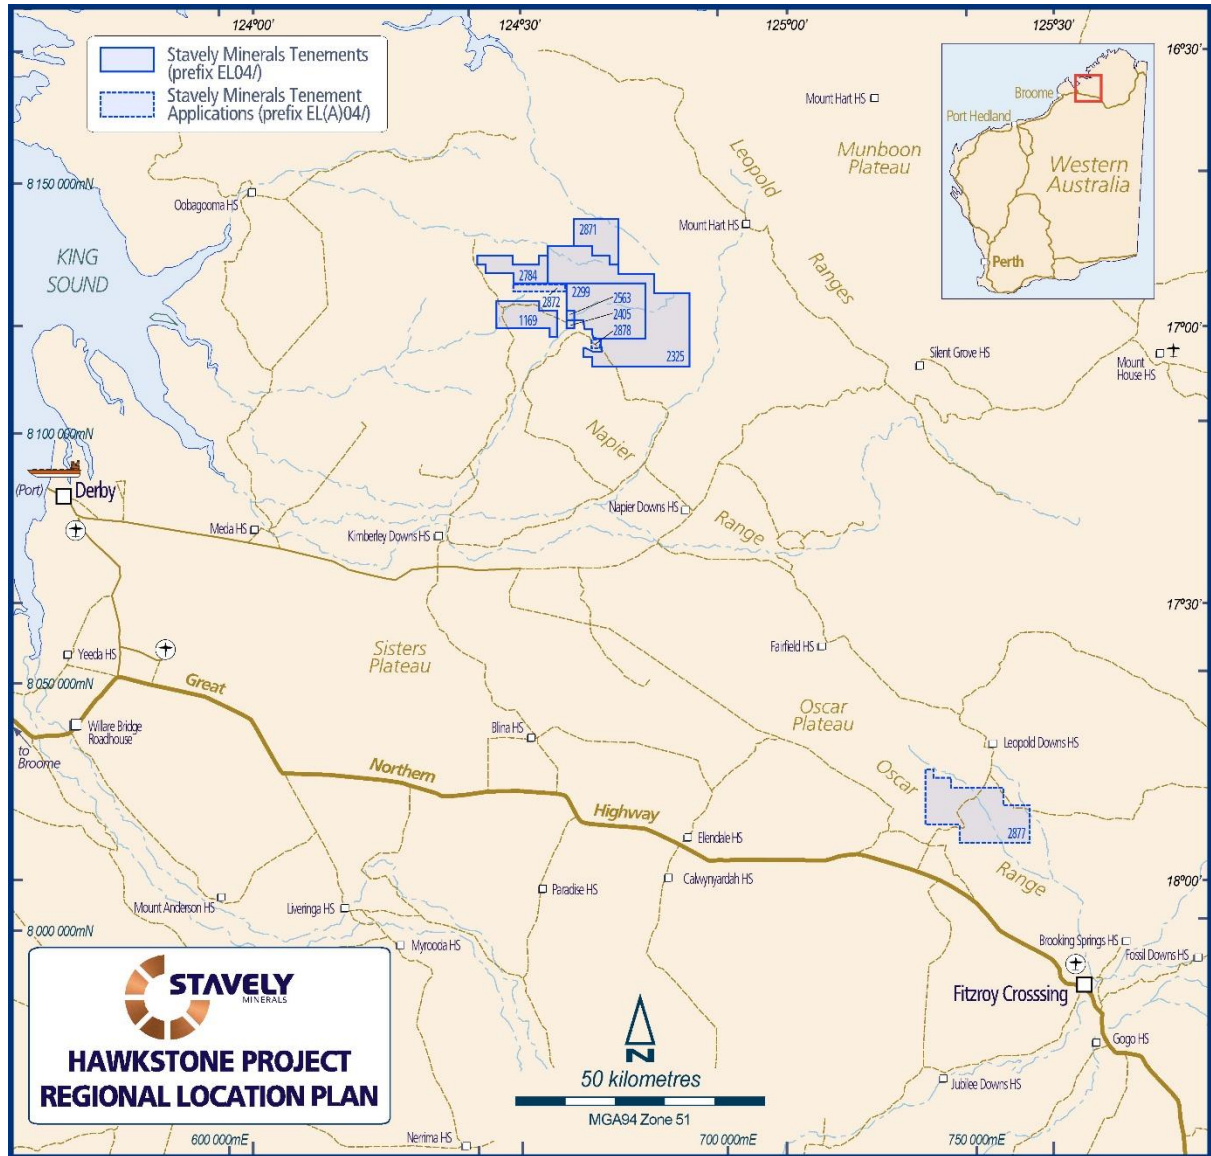 124°00'
124°30'
125°00'
125°30'
16°30'
Stavely Minerals Tenements
(prefix EL04/)
Stavely Minerals Tenement
Applications (prefix EL(A)04/)
Mount Hart HS
Munboon
Plateau
Broome
Port Hedland
Western
Australia
Perth
Leopold
Ranges
8 150 000mN
Oobagooma HS
Mount Hart HS
KING
SOUND
2871
2784
2872
2299
2563
2405
2878
1169
2325
17°00'
Silent Grove HS
Mount
House HS
Napier
Range
8 100 000mN
(Port)
Derby
Meda HS
Kimberley Downs HS
Napier Downs HS
17°30'
Sisters
Plateau
Fairfield HS
Yeeda HS
8 050 000mN
Great
Northern
Highway
Willare Bridge
Roadhouse
to
Broome
Blina HS
Oscar
Plateau
Leopold Downs HS
Oscar
Range
2877
Elendale HS
Calwynyardah HS
18°00'
Mount Anderson HS
Liveringa HS
Paradise HS
8 000 000mN
Myrooda HS
Brooking Springs HS
Fossil Downs HS
Fitzroy Crosssing
Gogo HS
Jubilee Downs HS
STAVELY
MINERALS
HAWKSTONE PROJECT
REGIONAL LOCATION PLAN
N
50 kilometres
MGA94 Zone 51
Nerrima HS
600 000mE
700 000mE
750 000mE